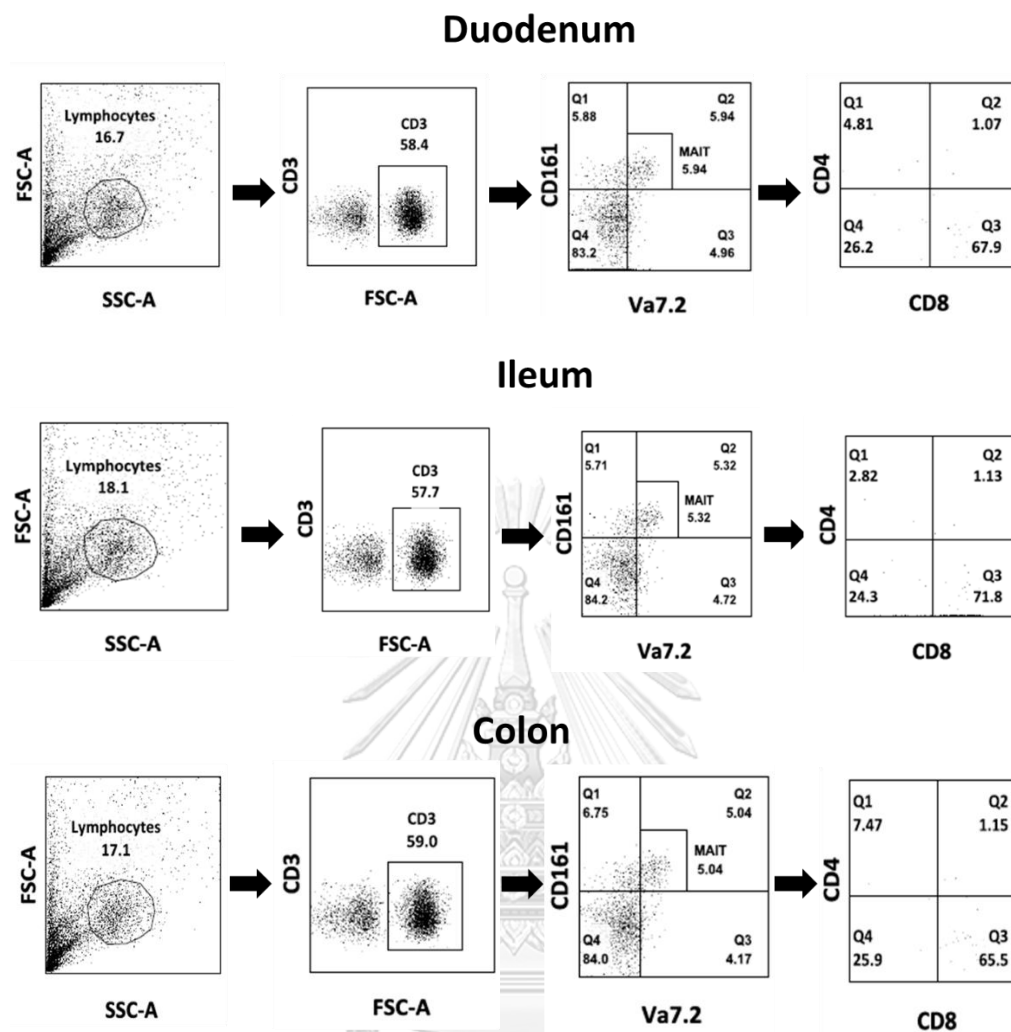 Duodenum
FSC-A
Lymphocytes
16.7
SSC-A
CD3
CD3
58.4
FSC-A
CD161
Q1
5.88
Q2
5.94
MAIT
5.94
Q4
83.2
Q3
4.96
Va7.2
CD4
Q1
4.81
Q2
1.07
Q4
26.2
Q3
67.9
CD8
Ileum
FSC-A
Lymphocytes
18.1
SSC-A
CD3
CD3
57.7
FSC-A
CD161
Q1
5.71
Q2
5.32
MAIT
5.32
Q4
84.2
Q3
4.72
Va7.2
CD4
Q1
2.82
Q2
1.13
Q4
24.3
Q3
71.8
CD8
Colon
FSC-A
Lymphocytes
17.1
SSC-A
CD3
CD3
59.0
FSC-A
CD161
Q1
6.75
Q2
5.04
MAIT
5.04
Q4
84.0
Q3
4.17
Va7.2
CD4
Q1
7.47
Q2
1.15
Q4
25.9
Q3
65.5
CD8